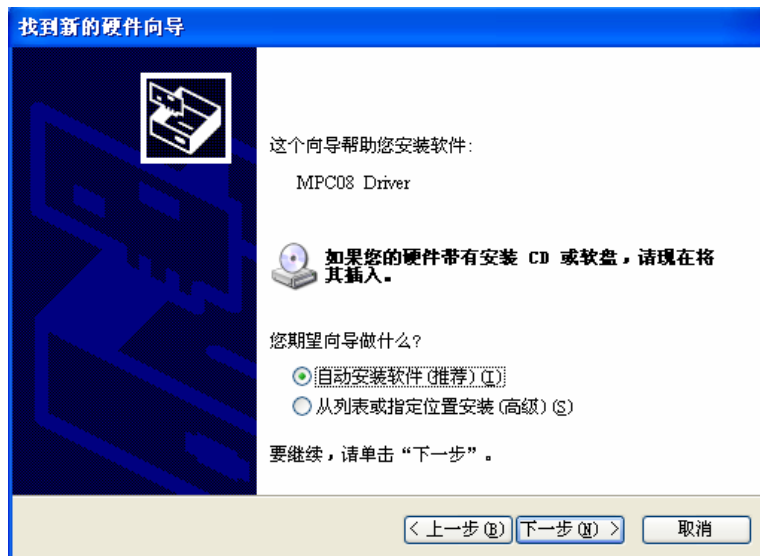 找到新的硬件向导
这个向导帮助您安装软件:
MPC08 Driver
如果您的硬件带有安装 CD 或软盘，请现在将
其插入。
您期望向导做什么?
自动安装软件(推荐)(I)
从列表或指定位置安装(高级)(S)
要继续，请单击“下一步”。
< 上一步(B) 下一步(N) > 取消